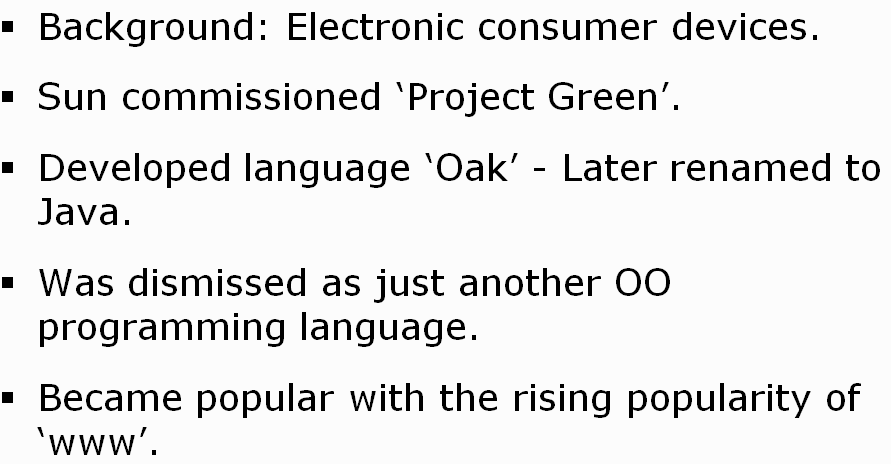 ▪ Background: Electronic consumer devices.
▪ Sun commissioned ‘Project Green’.
▪ Developed language ‘Oak’ - Later renamed to
Java.
▪ Was dismissed as just another OO
programming language.
▪ Became popular with the rising popularity of
‘www’.